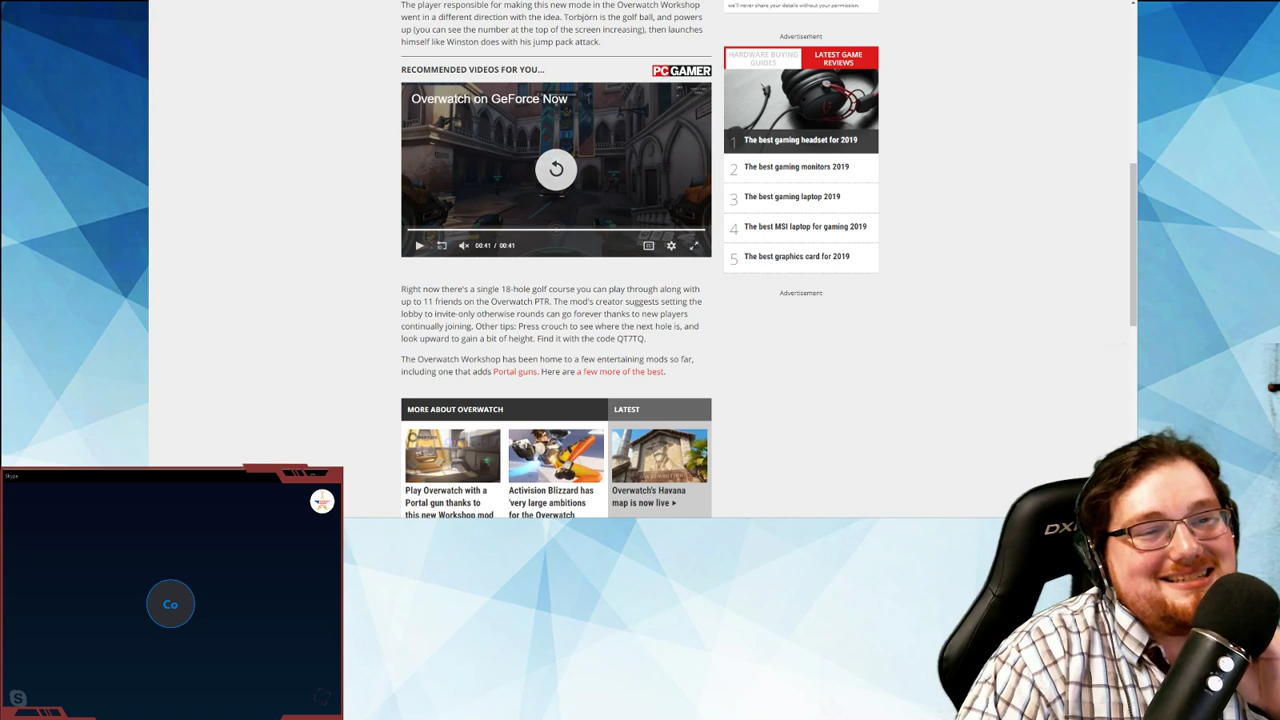 The player responsible for making this new mode in the Overwatch Workshop
went in a different direction with the idea. Torbjörn is the golf ball, and powers
up (you can see the number at the top of the screen increasing), then launches
himself like Winston does with his jump pack attack.
RECOMMENDED VIDEOS FOR YOU...
PC GAMER
Overwatch on GeForce Now
00:41 / 00:41
Right now there's a single 18-hole golf course you can play through along with
up to 11 friends on the Overwatch PTR. The mod's creator suggests setting the
lobby to invite-only otherwise rounds can go forever thanks to new players
continually joining. Other tips: Press crouch to see where the next hole is, and
look upward to gain a bit of height. Find it with the code QT7TQ.
The Overwatch Workshop has been home to a few entertaining mods so far,
including one that adds Portal guns. Here are a few more of the best.
MORE ABOUT OVERWATCH
LATEST
Play Overwatch with a
Portal gun thanks to
this new Workshop mod
Activision Blizzard has
'very large ambitions
for the Overwatch
Overwatch's Havana
map is now live ▸
we'll never share your details without your permission.
Advertisement
HARDWARE BUYING
GUIDES
LATEST GAME
REVIEWS
1 The best gaming headset for 2019
2 The best gaming monitors 2019
3 The best gaming laptop 2019
4 The best MSI laptop for gaming 2019
5 The best graphics card for 2019
Advertisement
Skype
Co
DX